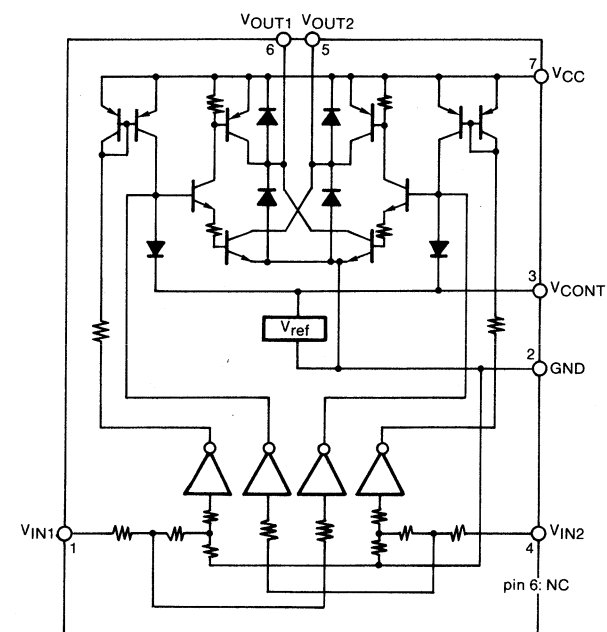 VOUT1 VOUT2
6 5
7 VCC
3 VCONT
Vref
2 GND
VIN1 VIN2
1 4
pin 6: NC